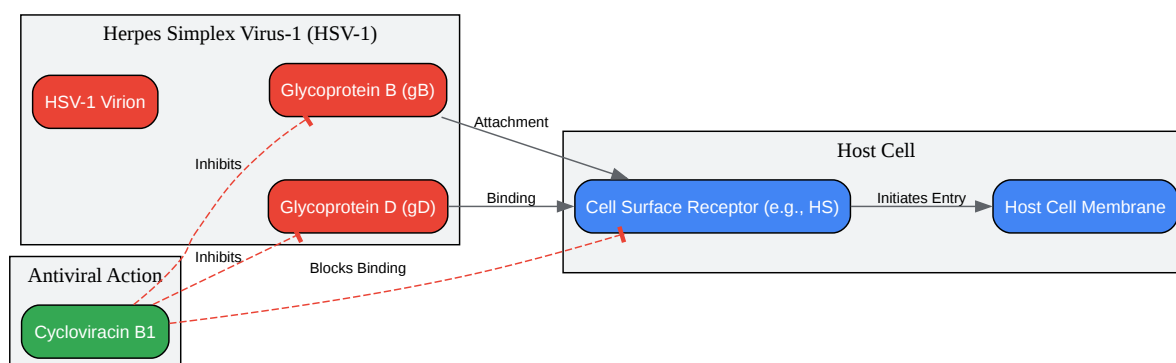 Herpes Simplex Virus-1 (HSV-1)
HSV-1 Virion
Glycoprotein B (gB)
Attachment
Host Cell
Inhibits
Glycoprotein D (gD)
Binding
Cell Surface Receptor (e.g., HS)
Initiates Entry
Host Cell Membrane
Inhibits
Blocks Binding
Antiviral Action
Cycloviracin B1